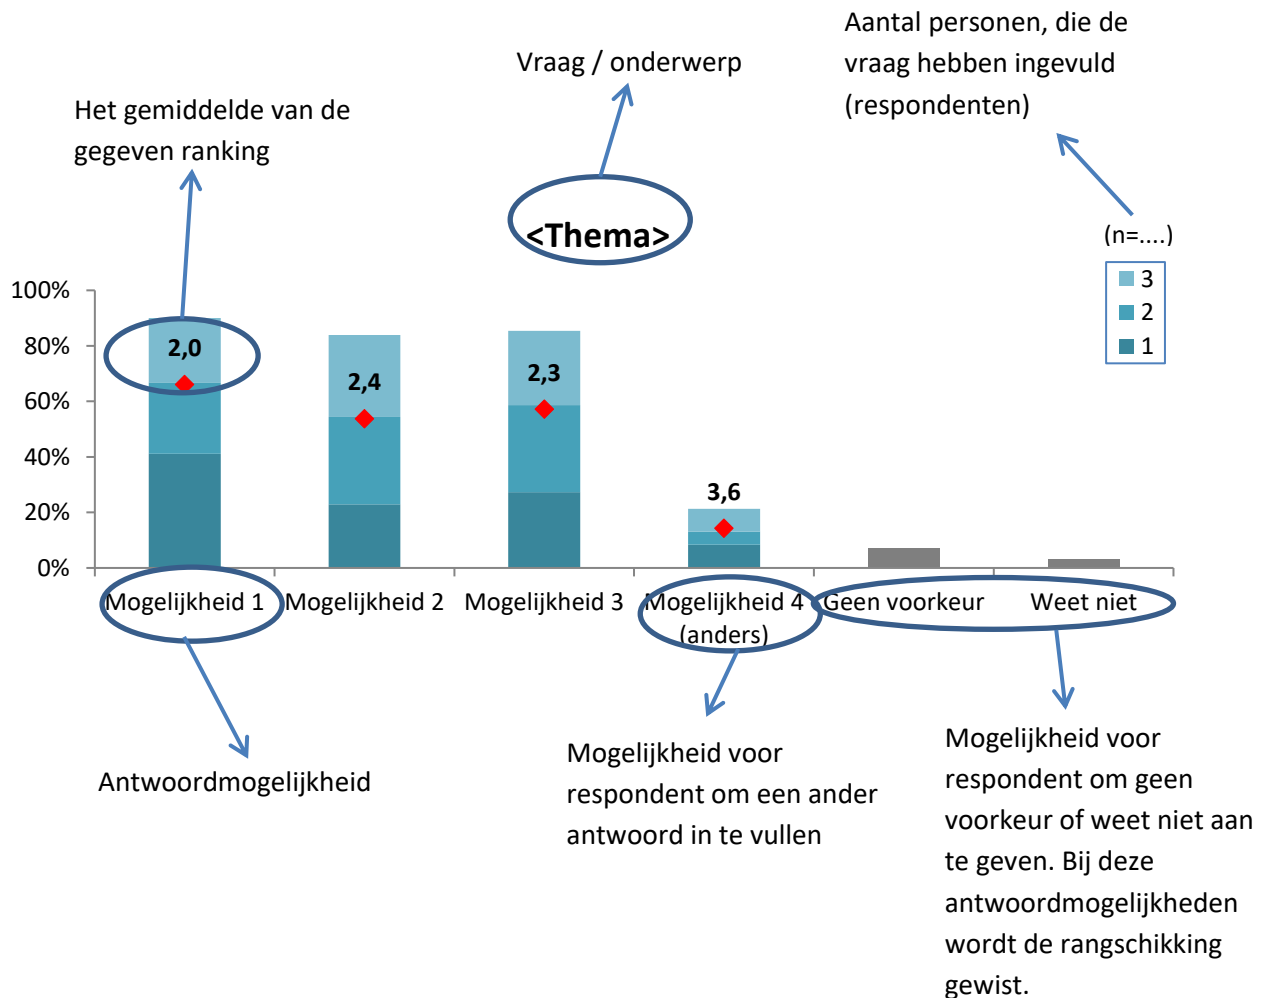 Aantal personen, die de
vraag hebben ingevuld
(respondenten)
Vraag / onderwerp
Het gemiddelde van de
gegeven ranking
<Thema>
(n=....)
3
2
1
100%
80%
60%
40%
20%
0%
2,0
2,4
2,3
3,6
Mogelijkheid 1
Mogelijkheid 2
Mogelijkheid 3
Mogelijkheid 4
(anders)
Geen voorkeur
Weet niet
Antwoordmogelijkheid
Mogelijkheid voor
respondent om een ander
antwoord in te vullen
Mogelijkheid voor
respondent om geen
voorkeur of weet niet aan
te geven. Bij deze
antwoordmogelijkheden
wordt de rangschikking
gewist.